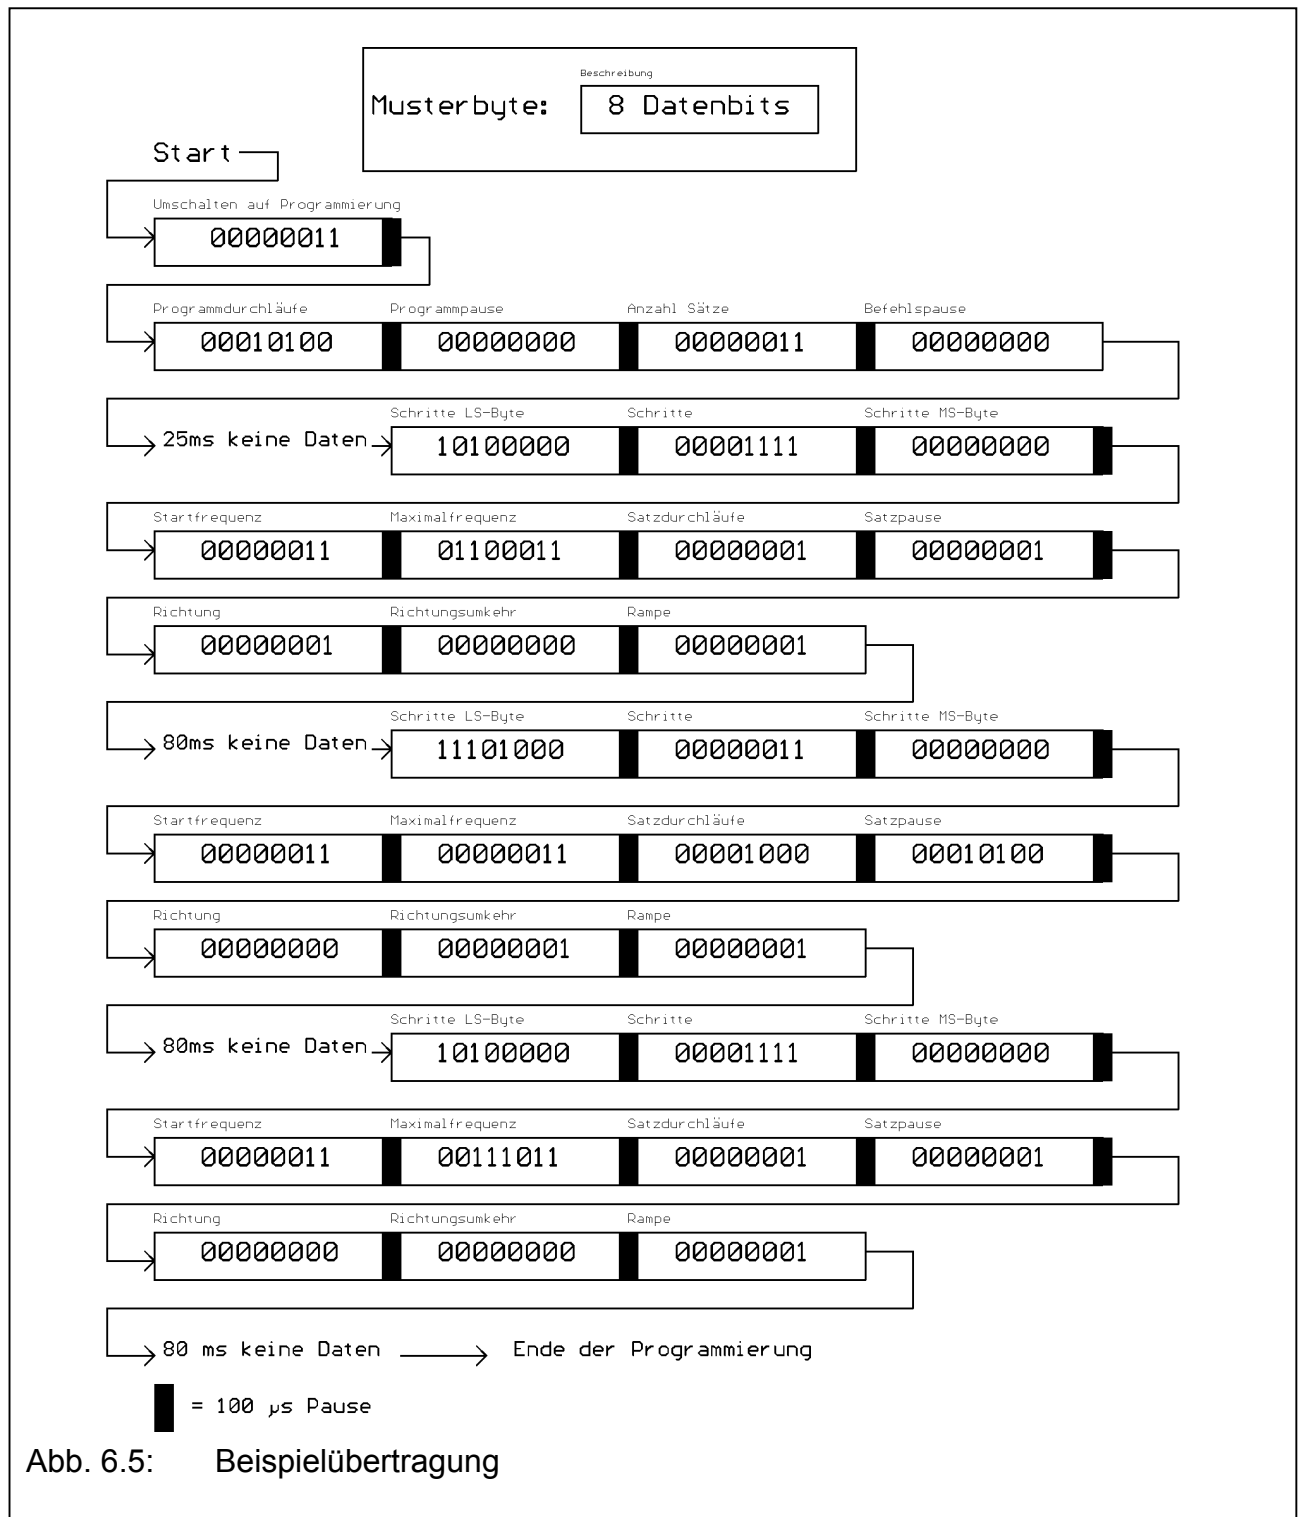 Beschreibung
Musterbyte: 8 Datenbits
Start
Umschalten auf Programmierung
00000011
Programmdurchläufe Programmpause Anzahl Sätze Befehlspause
00010100 00000000 00000011 00000000
Schritte LS-Byte Schritte Schritte MS-Byte
25ms keine Daten 10100000 00001111 00000000
Startfrequenz Maximalfrequenz Satzdurchläufe Satzpause
00000011 01100011 00000001 00000001
Richtung Richtungsumkehr Rampe
00000001 00000000 00000001
Schritte LS-Byte Schritte Schritte MS-Byte
80ms keine Daten 11101000 00000011 00000000
Startfrequenz Maximalfrequenz Satzdurchläufe Satzpause
00000011 00000011 00001000 00010100
Richtung Richtungsumkehr Rampe
00000000 00000001 00000001
Schritte LS-Byte Schritte Schritte MS-Byte
80ms keine Daten 10100000 00001111 00000000
Startfrequenz Maximalfrequenz Satzdurchläufe Satzpause
00000011 00111011 00000001 00000001
Richtung Richtungsumkehr Rampe
00000000 00000000 00000001
80 ms keine Daten Ende der Programmierung
= 100 µs Pause
Abb. 6.5: Beispielübertragung